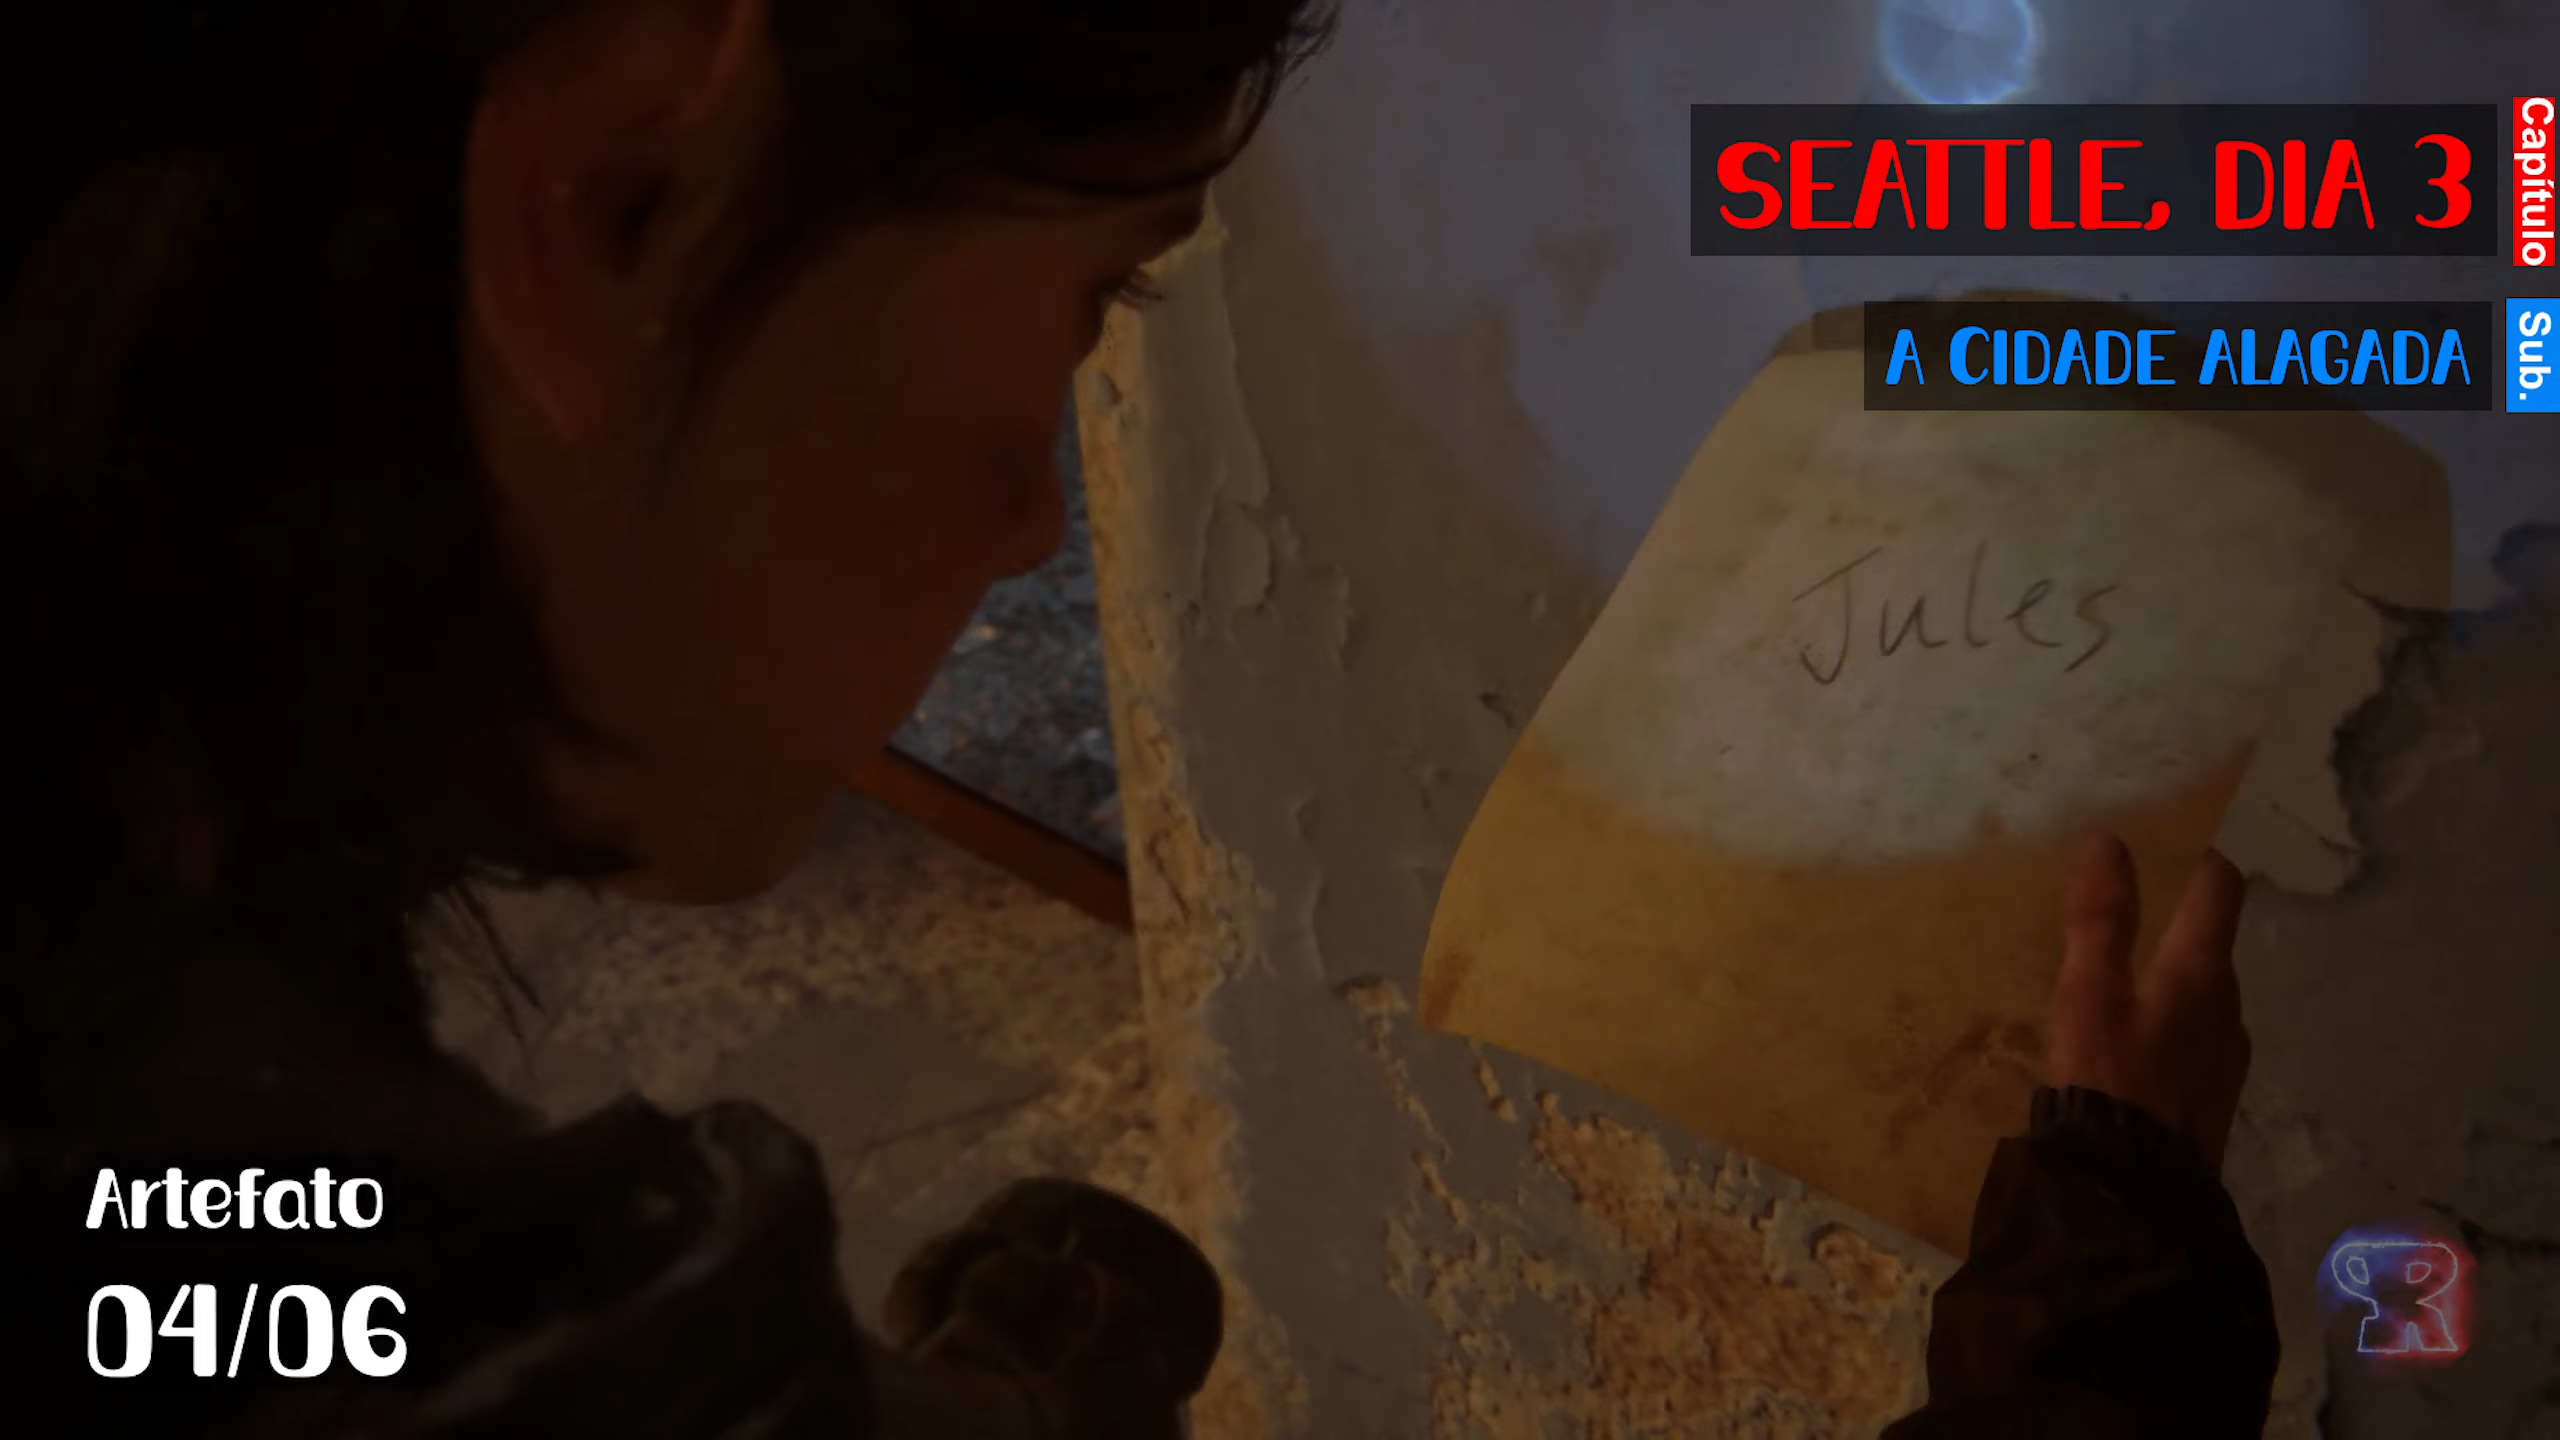 SEATTLE, DIA 3
Capítulo
A CIDADE ALAGADA
Sub.
Jules
Artefato
04/06